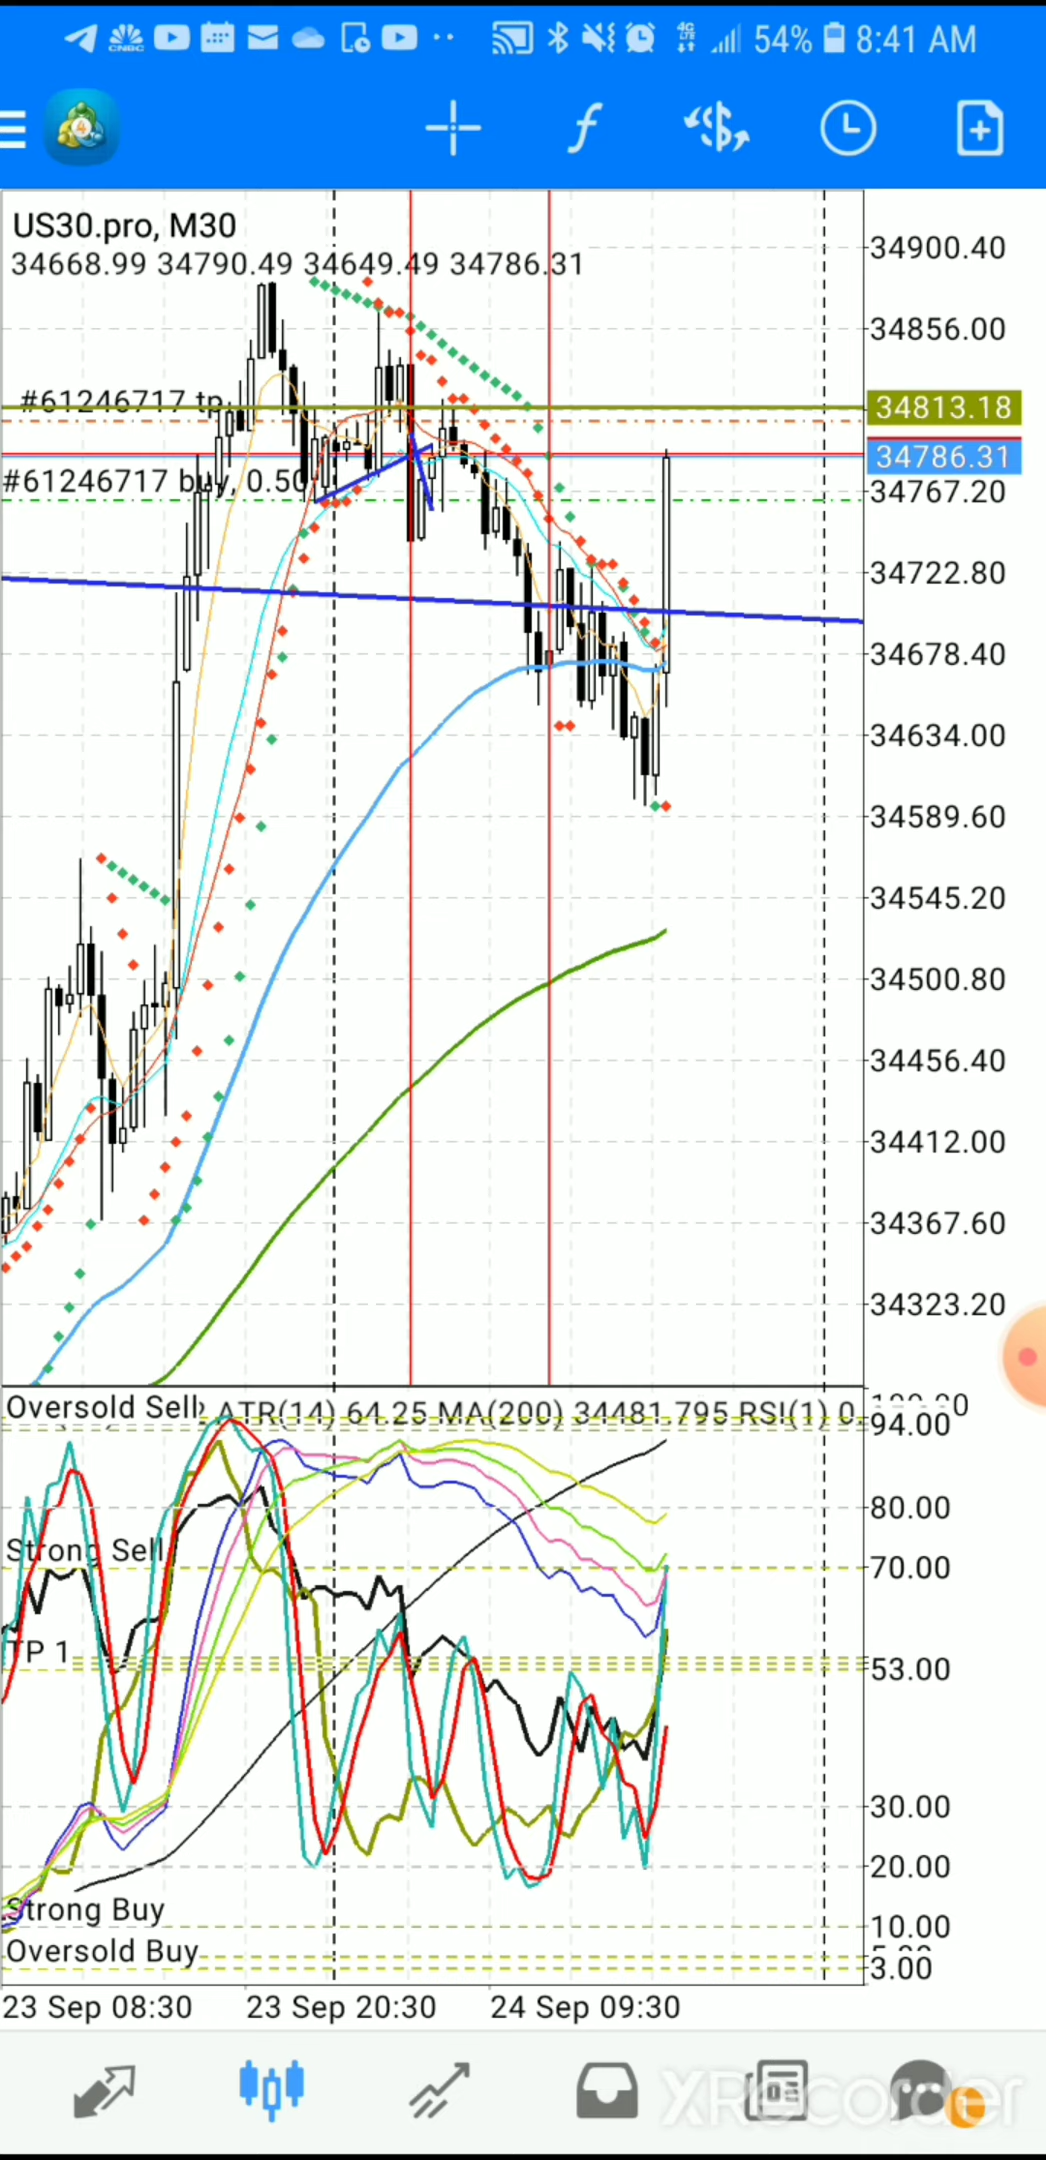 CNBC
4G
LTE
54%
8:41 AM
4
US30.pro, M30
34668.99 34790.49 34649.49 34786.31
34900.40
34856.00
#61246717 tp
34813.18
34786.31
#61246717 buy, 0.50
34767.20
34722.80
34678.40
34634.00
34589.60
34545.20
34500.80
34456.40
34412.00
34367.60
34323.20
Oversold Sell
ATR(14) 64.25 MA(200) 34481.795 RSI(1) 0.
94.00
80.00
Strong Sell
70.00
TP 1
53.00
30.00
20.00
Strong Buy
10.00
Oversold Buy
3.00
23 Sep 08:30
23 Sep 20:30
24 Sep 09:30
XRecorder